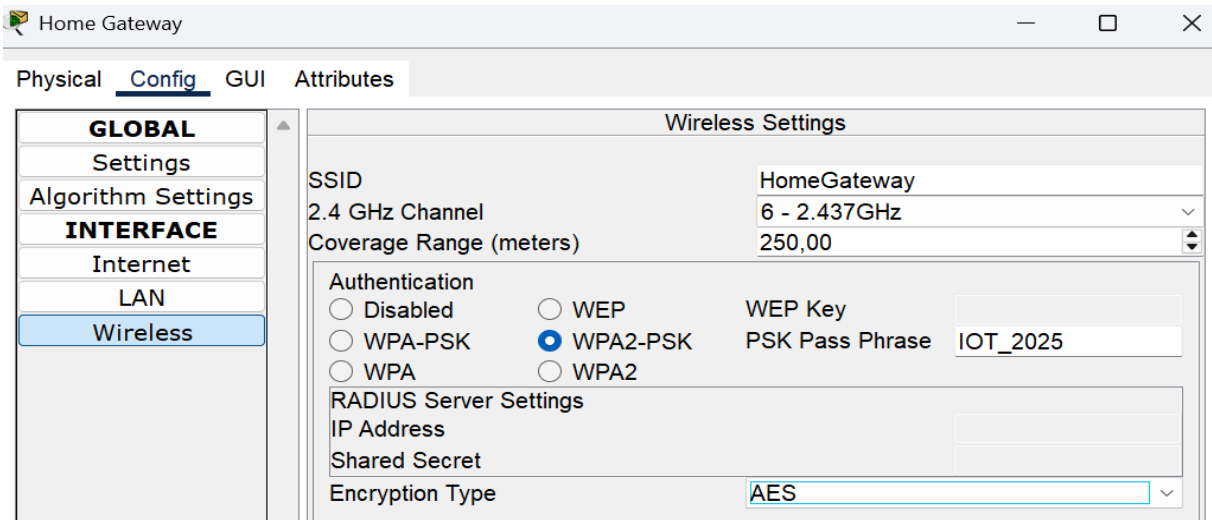 Home Gateway
Physical Config GUI Attributes
GLOBAL
Settings
Algorithm Settings
INTERFACE
Internet
LAN
Wireless
Wireless Settings
SSID HomeGateway
2.4 GHz Channel 6 - 2.437GHz
Coverage Range (meters) 250,00
Authentication
Disabled WEP WEP Key
WPA-PSK WPA2-PSK PSK Pass Phrase IOT_2025
WPA WPA2
RADIUS Server Settings
IP Address
Shared Secret
Encryption Type AES